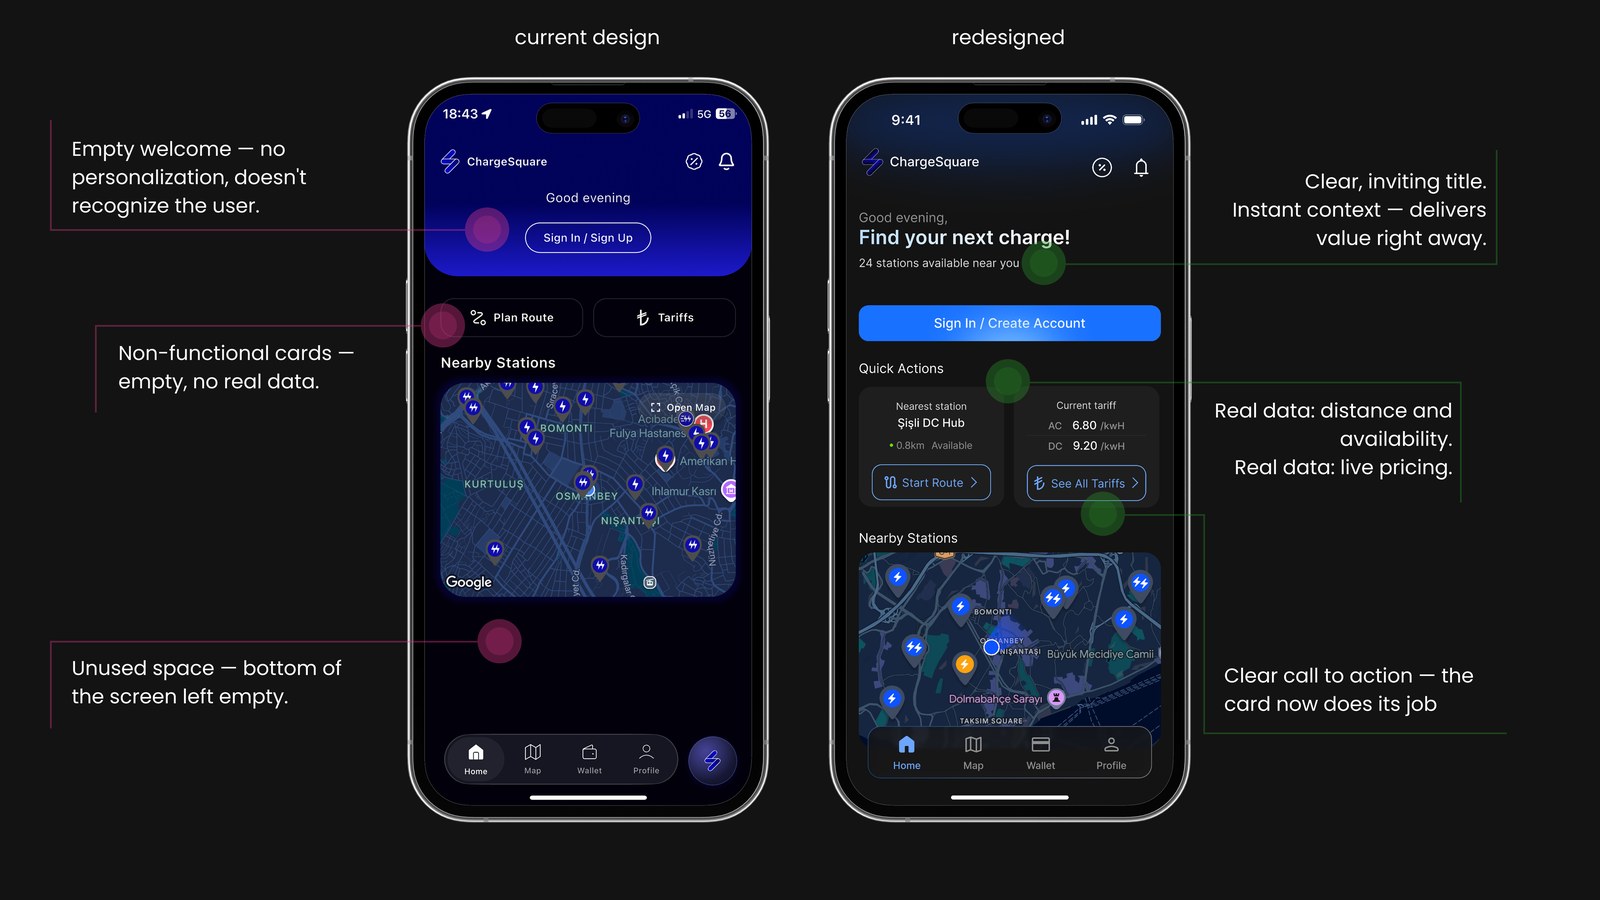 current design
redesigned
Empty welcome — no
personalization, doesn't
recognize the user.
Non-functional cards —
empty, no real data.
Unused space — bottom of
the screen left empty.
18:43
5G
56
ChargeSquare
Good evening
Sign In / Sign Up
Plan Route
Tariffs
Nearby Stations
Open Map
BOMONTI
Fulya Hastanes
Amerikan H
KURTULUŞ
OSMANBEY
Ihlamur Kasrı
Nuzhetiye Cd.
Google
Home
Map
Wallet
Profile
9:41
ChargeSquare
Good evening,
Find your next charge!
24 stations available near you
Sign In / Create Account
Quick Actions
Nearest station
Şişli DC Hub
0.8km Available
Start Route
Current tariff
AC 6.80 /kWH
DC 9.20 /kWH
See All Tariffs
Nearby Stations
BOMONTI
NIŞANTAŞI
Büyük Mecidiye Camii
Dolmabahçe Sarayı
TAKSIM SQUARE
Home
Map
Wallet
Profile
Clear, inviting title.
Instant context — delivers
value right away.
Real data: distance and
availability.
Real data: live pricing.
Clear call to action — the
card now does its job